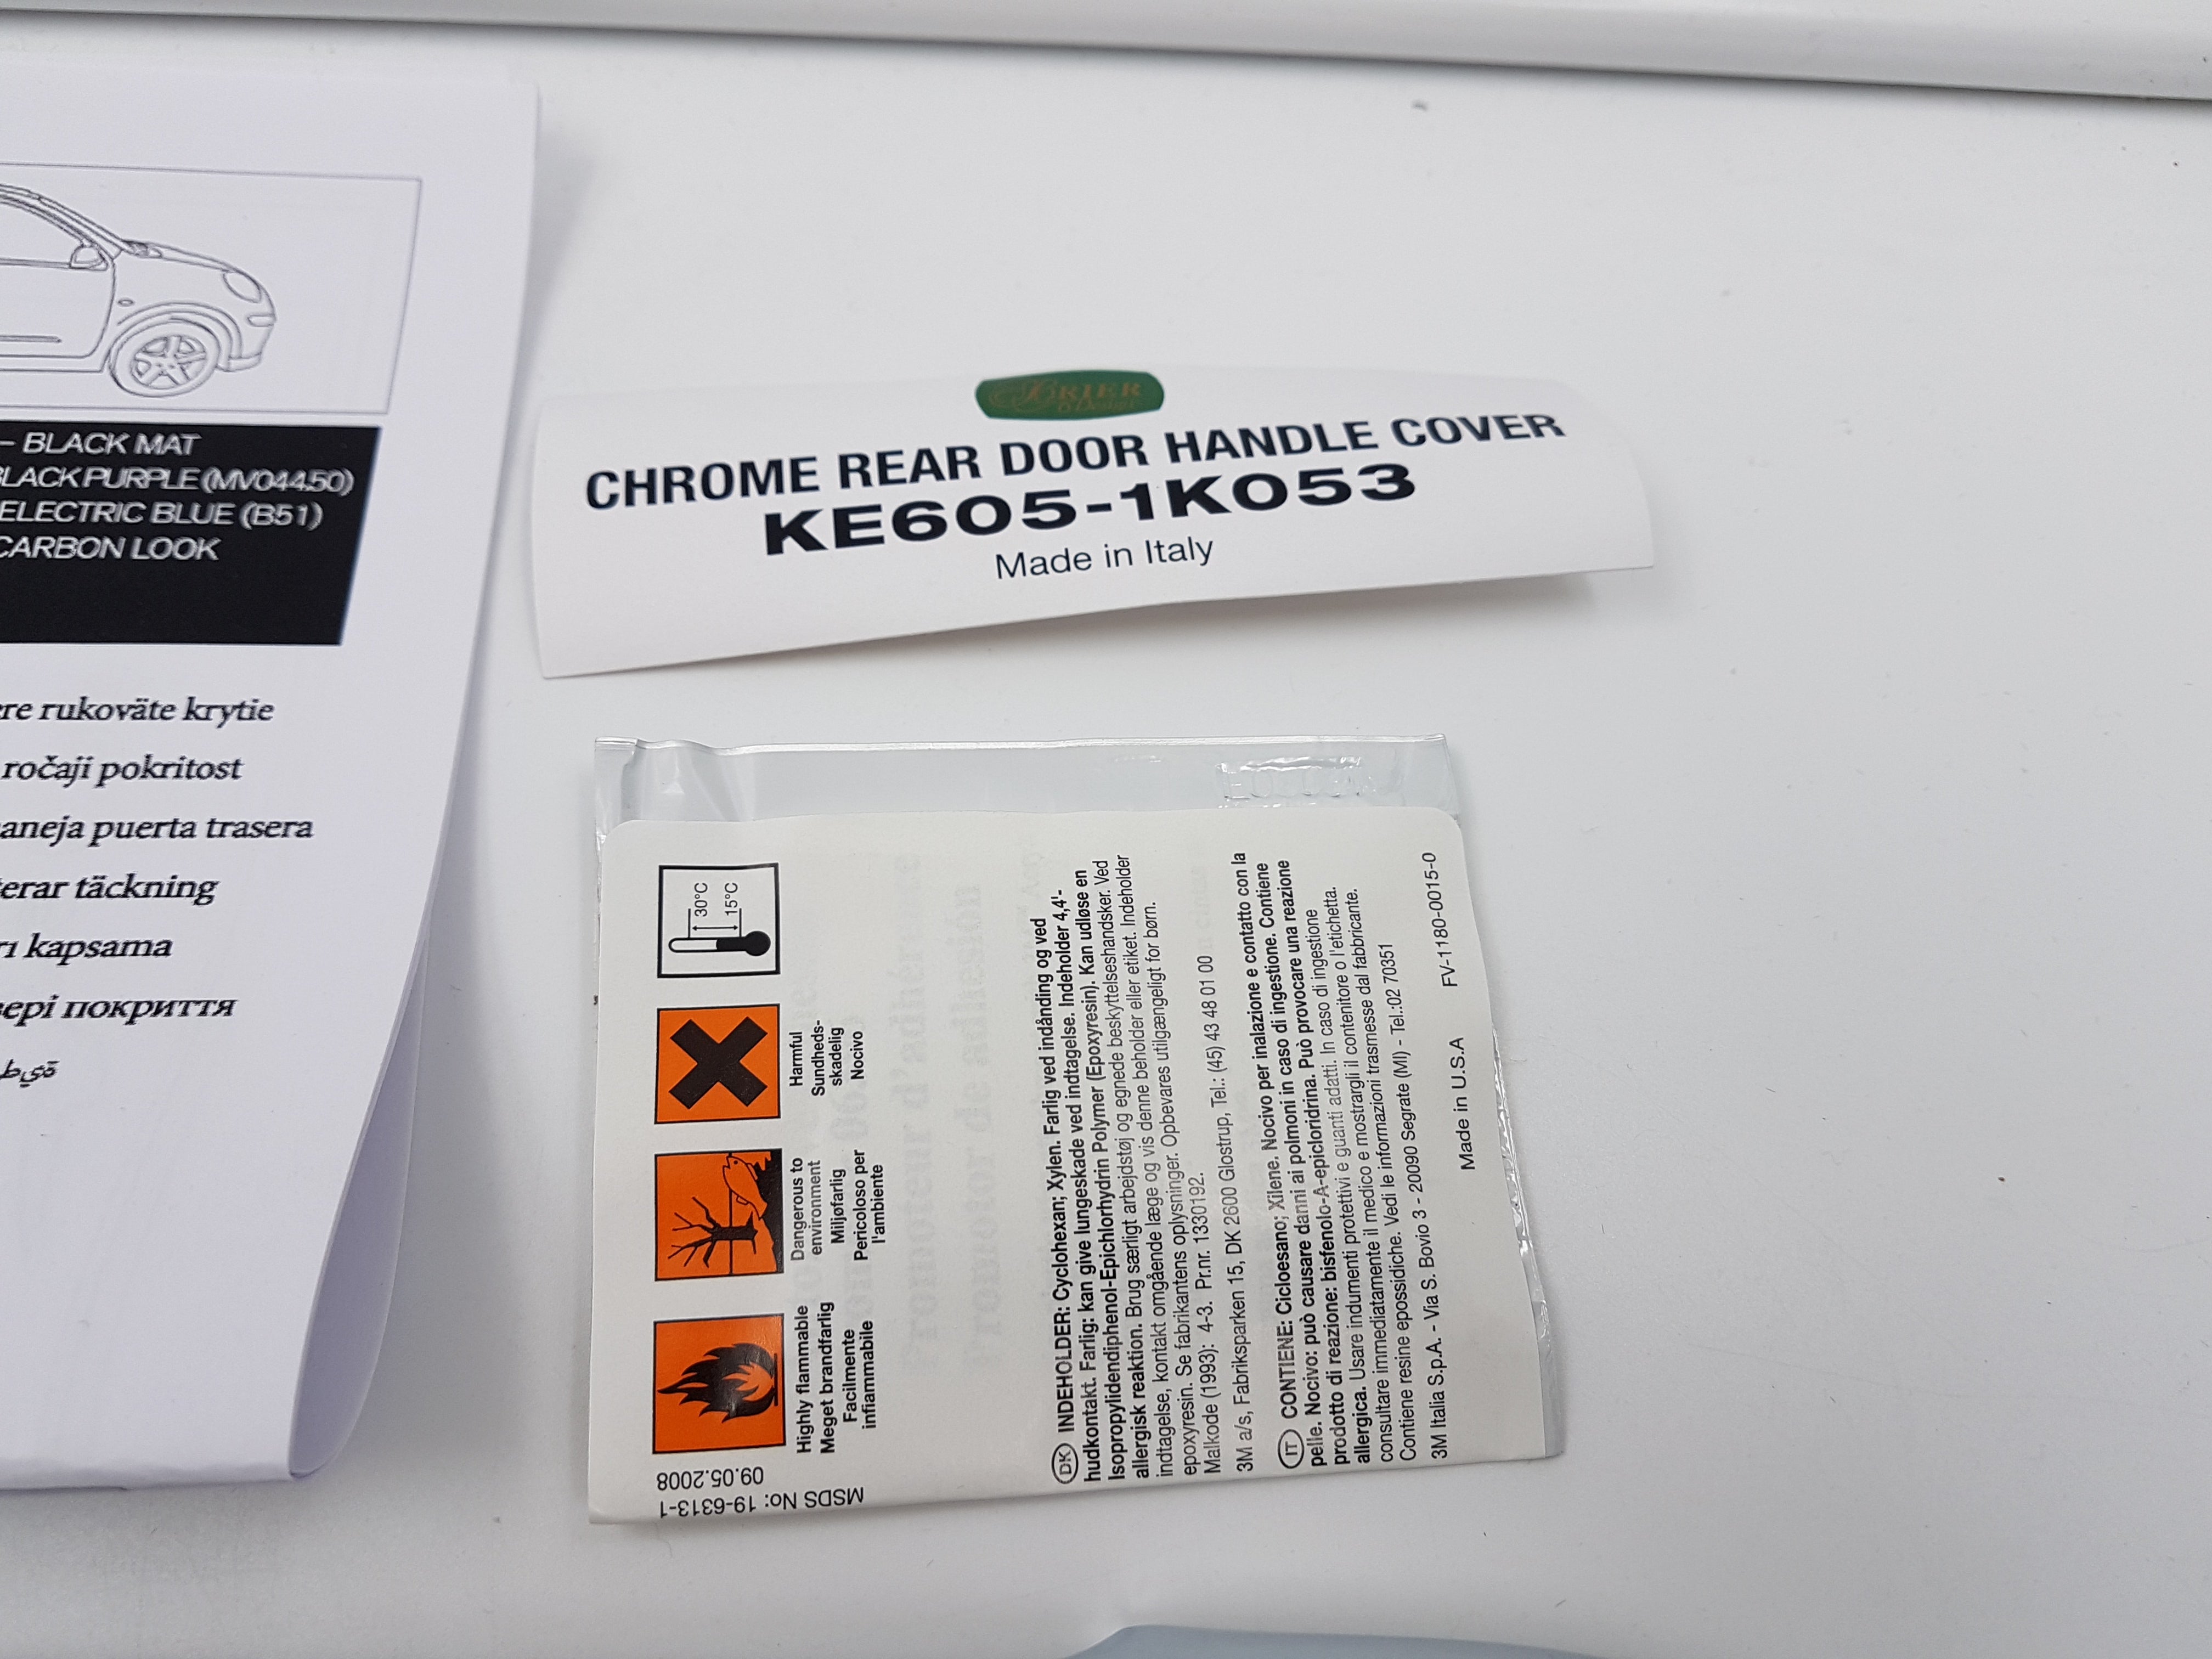 – BLACK MAT
BLACK PURPLE (MV04450)
ELECTRIC BLUE (B51)
CARBON LOOK
rukoväte krytie
ročaji pokritost
puerta trasera
täckning
kapsama
покриття
BRIER
Design
CHROME REAR DOOR HANDLE COVER
KE605-1K053
Made in Italy
30°C
15°C
Harmful
Sundheds-
skadelig
Nocivo
Dangerous to
environment
Miljøfarlig
Pericoloso per
l'ambiente
Highly flammable
Meget brandfarlig
Facilmente
infiammabile
MSDS No: 19-6313-1
09.05.2008
Promoteur d'adhérence
Promotor de adhesión
DK INDEHOLDER: Cyclohexan; Xylen. Farlig ved indånding og ved
hudkontakt. Farlig: kan give lungeskade ved indtagelse. Indeholder 4,4'-
Isopropylidendiphenol-Epichlorhydrin Polymer (Epoxyresin). Kan udløse en
allergisk reaktion. Brug særligt arbejdstøj og egnede beskyttelseshandsker. Ved
indtagelse, kontakt omgående læge og vis denne beholder eller etiket. Indeholder
epoxyresin. Se fabrikantens oplysninger. Opbevares utilgængeligt for børn.
Malkode (1993): 4-3. Pr.nr. 1330192.
3M a/s, Fabriksparken 15, DK 2600 Glostrup, Tel.: (45) 43 48 01 00
IT CONTIENE: Cicloesano; Xilene. Nocivo per inalazione e contatto con la
pelle. Nocivo: può causare danni ai polmoni in caso di ingestione. Contiene
prodotto di reazione: bisfenolo-A-epicloridrina. Può provocare una reazione
allergica. Usare indumenti protettivi e guanti adatti. In caso di ingestione
consultare immediatamente il medico e mostrargli il contenitore o l'etichetta.
Contiene resine epossidiche. Vedi le informazioni trasmesse dal fabbricante.
3M Italia S.p.A. - Via S. Bovio 3 - 20090 Segrate (MI) - Tel.:02 70351
Made in U.S.A FV-1180-0015-0